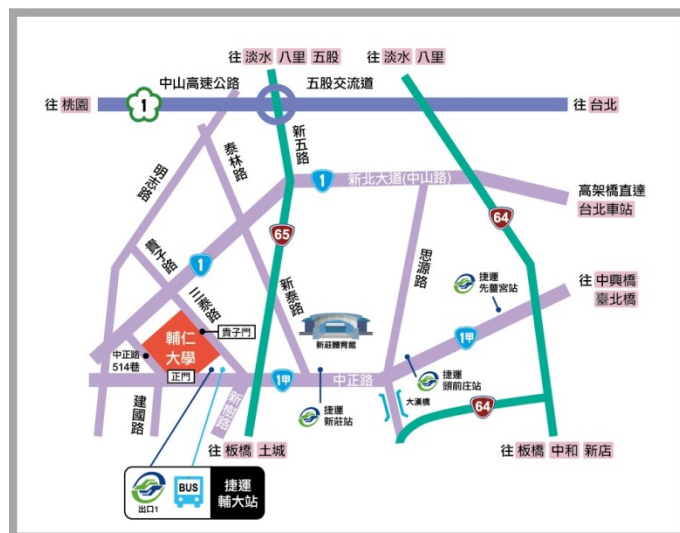 往 淡水 八里 五股
往 淡水 八里
中山高速公路
五股交流道
往 桃園
1
往 台北
新五路
泰林路
明志路
1
新北大道(中山路)
高架橋直達
台北車站
64
65
貴子路
1
三泰路
新泰路
思源路
捷運
先嗇宮站
往 中興橋
臺北橋
新莊體育館
1甲
輔仁
大學
貴子門
中正路
514巷
正門
1甲
中正路
捷運
頭前庄站
捷運
新莊站
大漢橋
64
建國路
新樹路
往 板橋 土城
往 板橋 中和 新店
BUS
捷運
輔大站
出口1